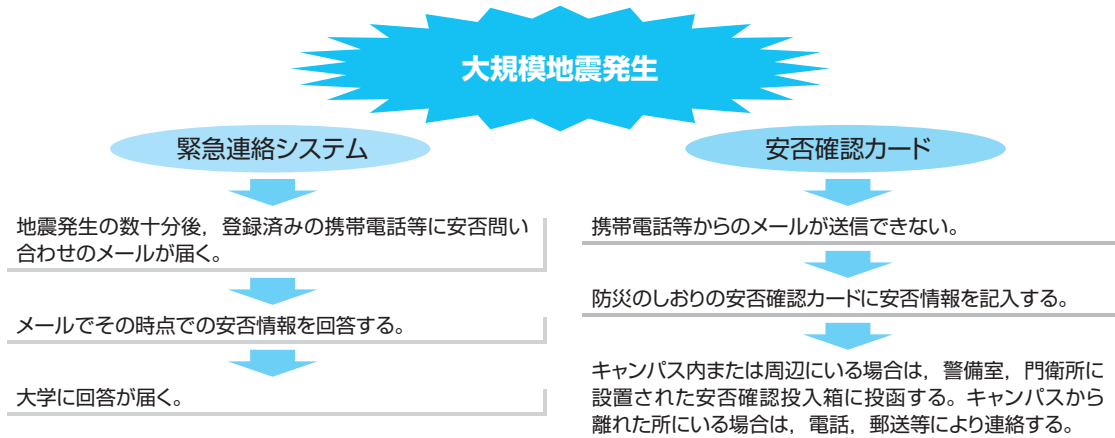 大規模地震発生
緊急連絡システム
地震発生の数十分後，登録済みの携帯電話等に安否問い
合わせのメールが届く。
メールでその時点での安否情報を回答する。
大学に回答が届く。
安否確認カード
携帯電話等からのメールが送信できない。
防災のしおりの安否確認カードに安否情報を記入する。
キャンパス内または周辺にいる場合は，警備室，門衛所に
設置された安否確認投入箱に投函する。キャンパスから
離れた所にいる場合は，電話，郵送等により連絡する。